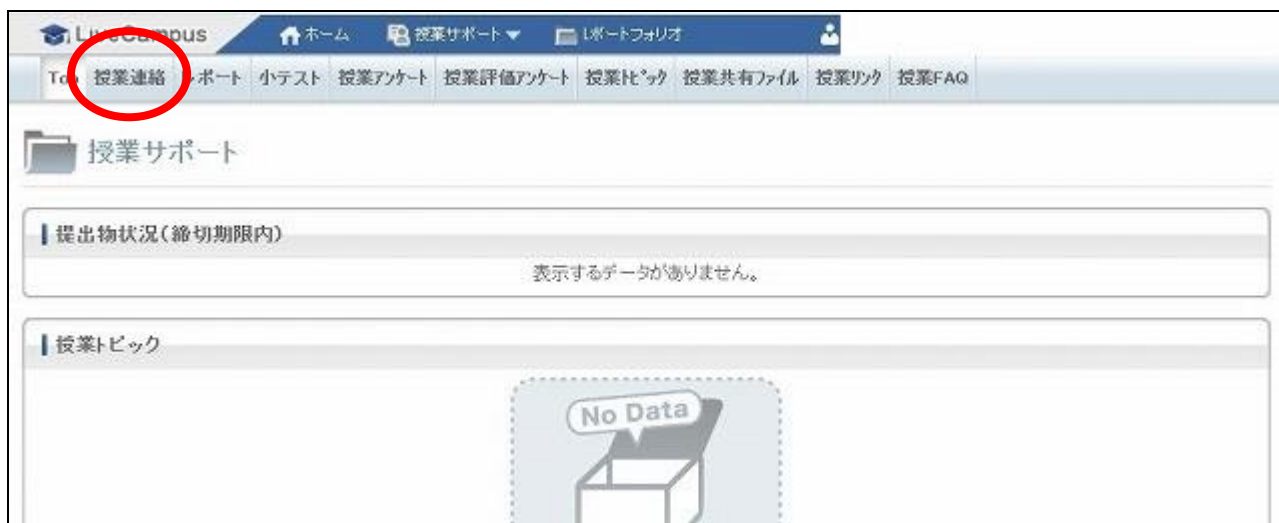 LiveCampus ホーム 授業サポート▼ Lポートフォリオ
Top 授業連絡 レポート 小テスト 授業アンケート 授業評価アンケート 授業トピック 授業共有ファイル 授業リンク 授業FAQ
授業サポート
提出物状況(締切期限内)
表示するデータがありません。
授業トピック
No Data